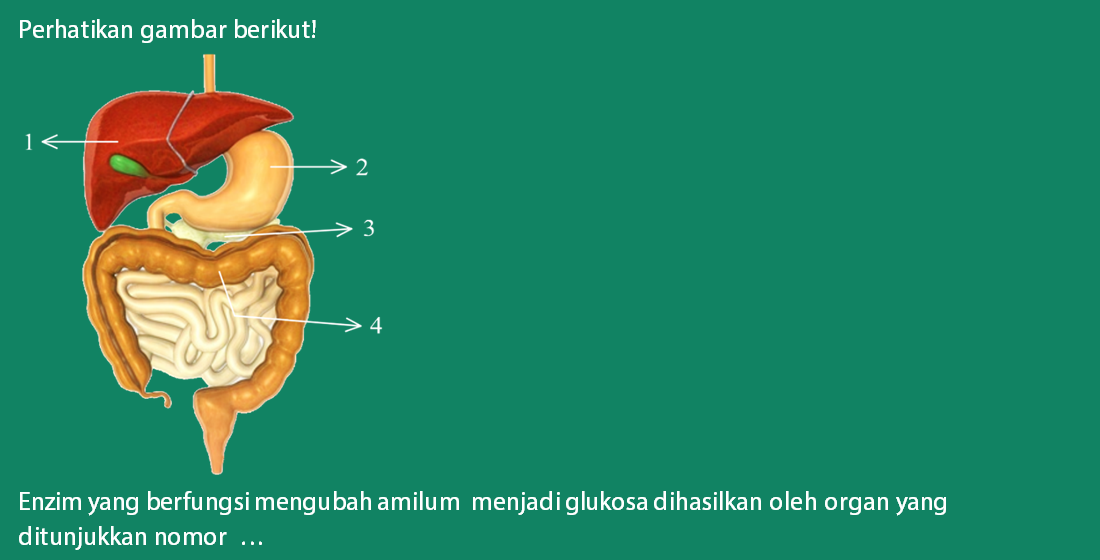 Perhatikan gambar berikut!
1
2
3
4
Enzim yang berfungsi mengubah amilum menjadi glukosa dihasilkan oleh organ yang
ditunjukkan nomor ...